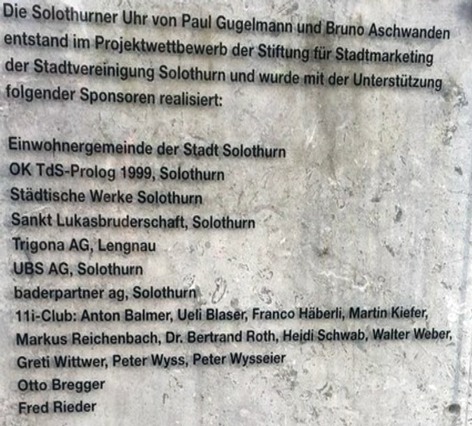 Die Solothurner Uhr von Paul Gugelmann und Bruno Aschwanden
entstand im Projektwettbewerb der Stiftung für Stadtmarketing
der Stadtvereinigung Solothurn und wurde mit der Unterstützung
folgender Sponsoren realisiert:
Einwohnergemeinde der Stadt Solothurn
OK TdS-Prolog 1999, Solothurn
Städtische Werke Solothurn
Sankt Lukasbruderschaft, Solothurn
Trigona AG, Lengnau
UBS AG, Solothurn
baderpartner ag, Solothurn
11i-Club: Anton Balmer, Ueli Blaser, Franco Häberli, Martin Kiefer,
Markus Reichenbach, Dr. Bertrand Roth, Heidi Schwab, Walter Weber,
Greti Wittwer, Peter Wyss, Peter Wysseier
Otto Bregger
Fred Rieder